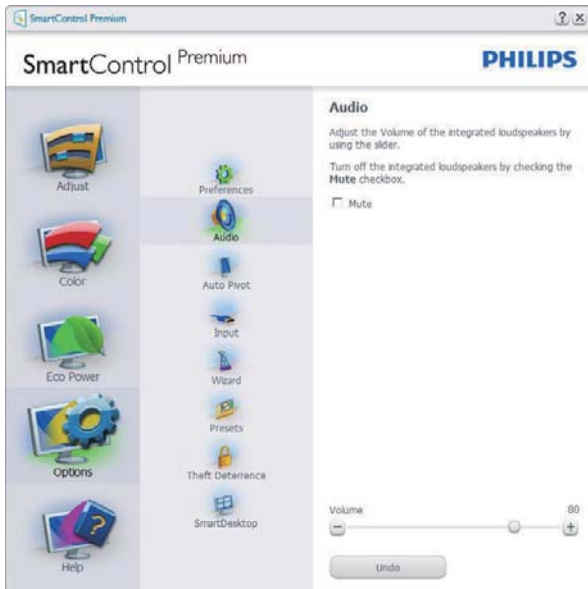 SmartControl Premium
? x
SmartControl Premium
PHILIPS
Adjust
Color
Eco Power
Options
Help
Preferences
Audio
Auto Pivot
Input
Wizard
Presets
Theft Deterrence
SmartDesktop
Audio
Adjust the Volume of the integrated loudspeakers by
using the slider.
Turn off the integrated loudspeakers by checking the
Mute checkbox.
Mute
Volume 80
Undo